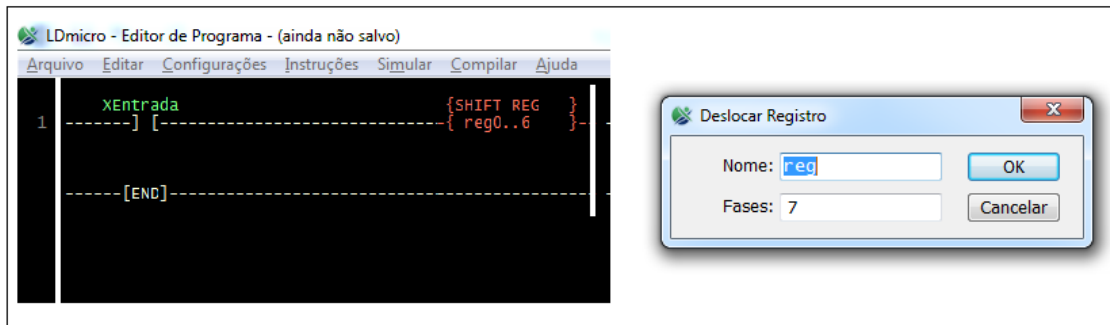 LDmicro - Editor de Programa - (ainda não salvo)
Arquivo Editar Configurações Instruções Simular Compilar Ajuda
XEntrada {SHIFT REG }
1 -------] [------------------------------{ reg0..6 }-
------[END]----------------------------------------
Deslocar Registro
Nome: reg OK
Fases: 7 Cancelar